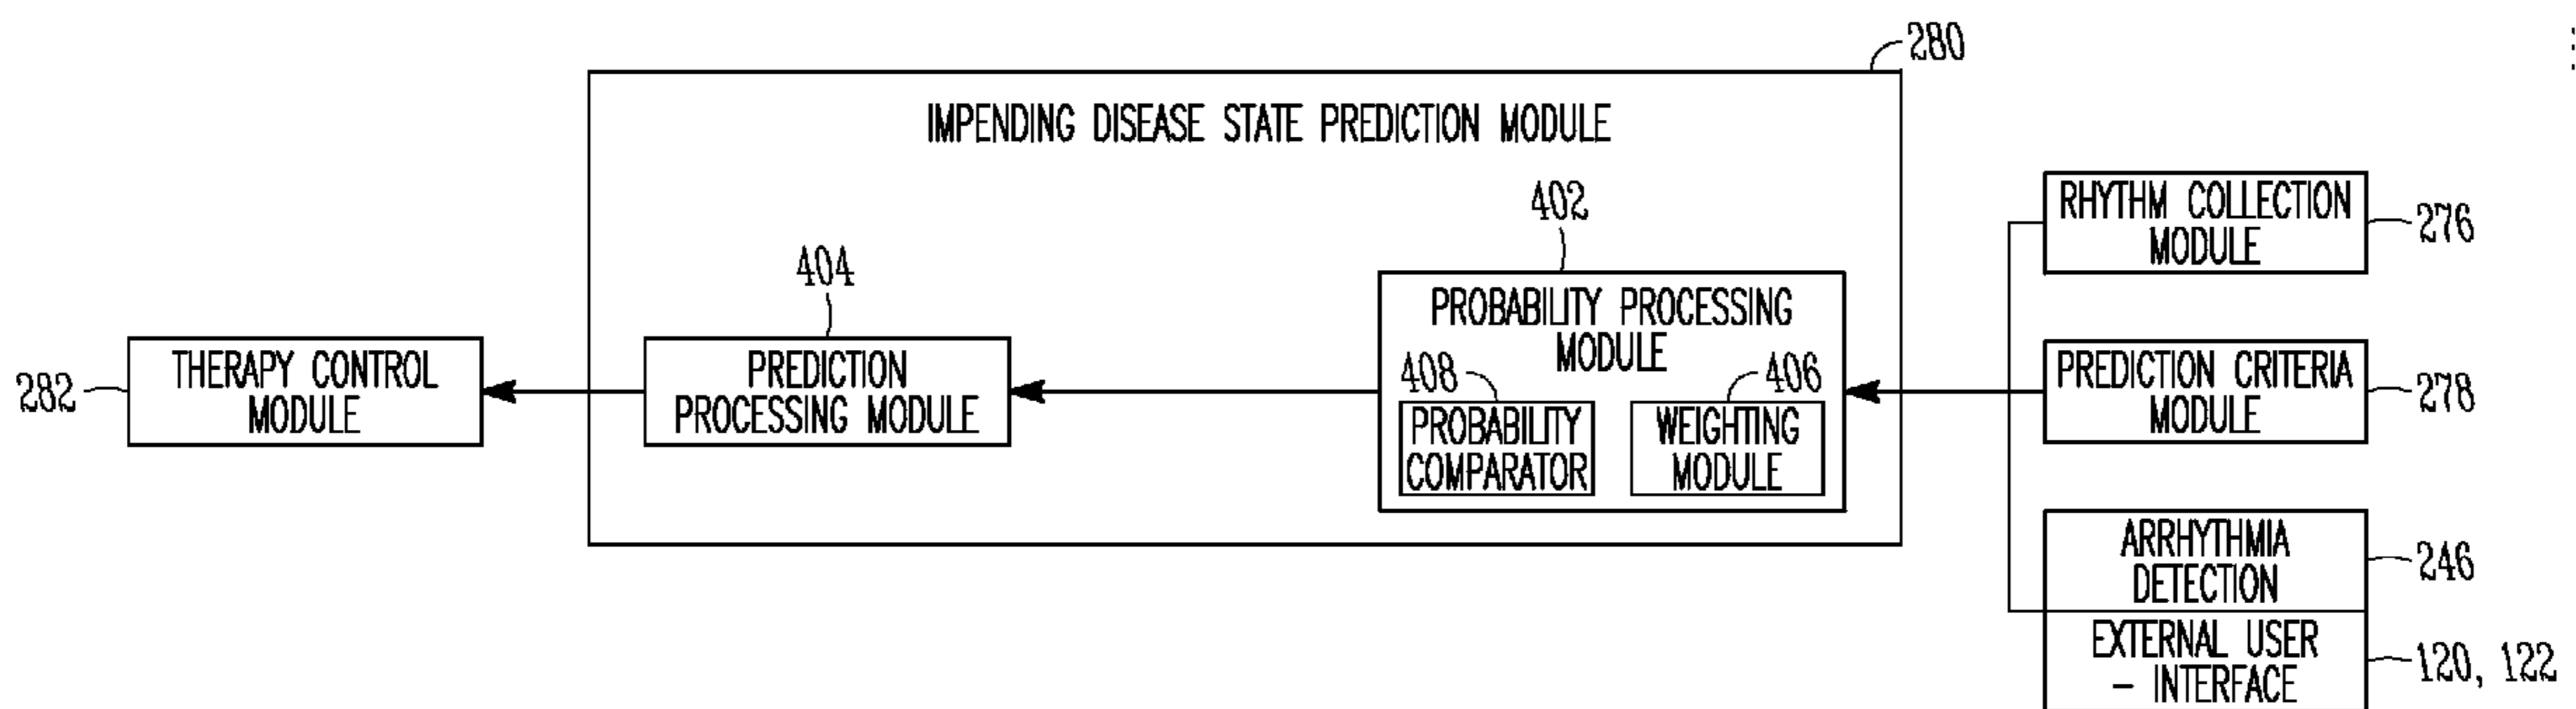 280
IMPENDING DISEASE STATE PREDICTION MODULE
402
404
282
THERAPY CONTROL
MODULE
PREDICTION
PROCESSING MODULE
PROBABILITY PROCESSING
MODULE
408
406
PROBABILITY
COMPARATOR
WEIGHTING
MODULE
RHYTHM COLLECTION
MODULE
276
PREDICTION CRITERIA
MODULE
278
ARRHYTHMIA
DETECTION
246
EXTERNAL USER
– INTERFACE
120, 122